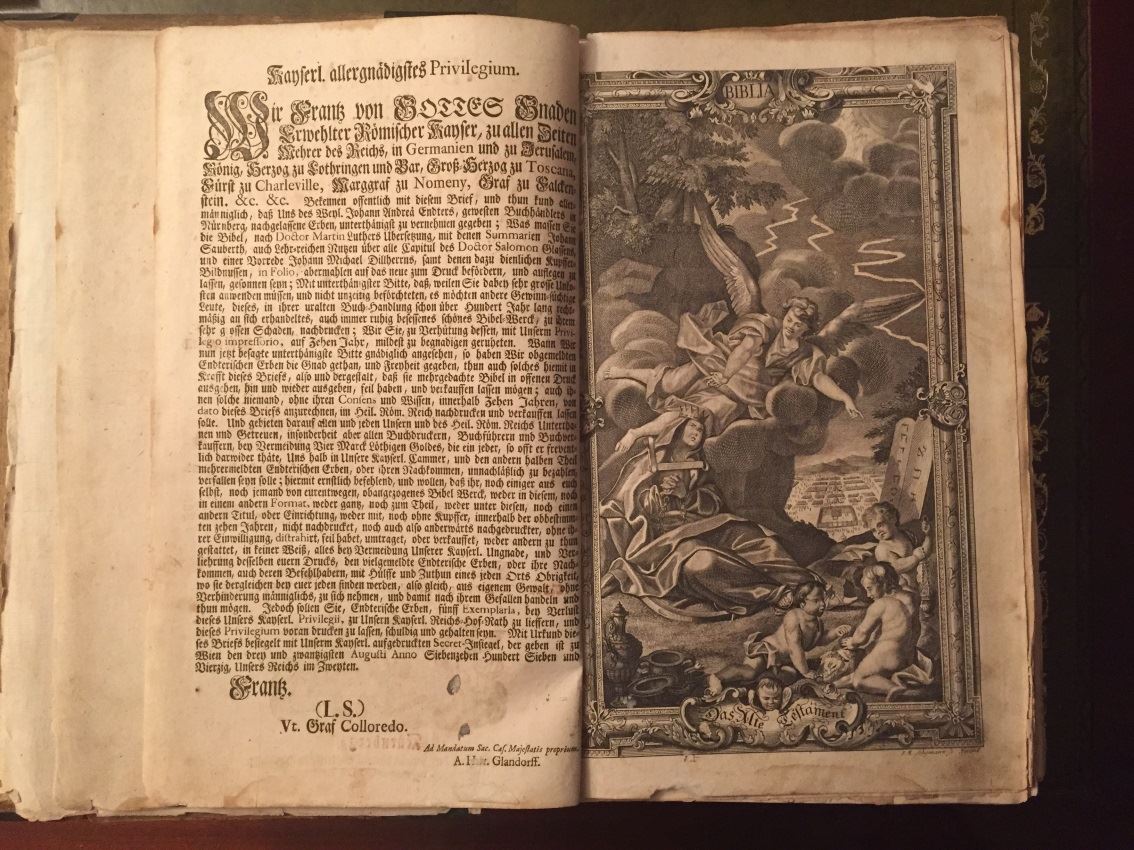 Kayserl. allergnädigstes Privilegium.
Wir Frantz von GOTTES Gnaden
Erwehlter Römischer Kayser, zu allen Zeiten
Mehrer des Reichs, in Germanien und zu Jerusalem,
König, Herzog zu Lothringen und Bar, Groß-Herzog zu Toscana,
Fürst zu Charleville, Marggraf zu Nomeny, Graf zu Falcken-
stein. &c. &c. Bekennen offentlich mit diesem Brief, und thun kund aller-
männiglich, daß Uns des Weyl. Johann Andreä Endters, gewesten Buchhändlers in
Nürnberg, nachgelassene Erben, unterthänigst zu vernehmen gegeben; Was massen Sie
die Bibel, nach Doctor Martin Luthers Ubersetzung, mit denen Summarien Johann
Sauberth, auch Lehr-reichen Nutzen über alle Capitul des Doctor Salomon Glassens,
und einer Vorrede Johann Michael Dillherrns, samt denen dazu dienlichen Kupffer-
Bildnussen, in Folio, abermahlen auf das neue zum Druck befördern, und auflegen zu
lassen, gesonnen seyn; Mit unterthänigster Bitte, daß, weilen Sie dabey sehr grosse Unko-
sten anwenden müssen, und nicht unzeitig beförchteten, es möchten andere Gewinn-süchtige
Leute, dieses, in ihrer uralten Buch-Handlung schon über Hundert Jahr lang recht-
mäßig an sich erhandeltes, auch immer ruhig besessenes schönes Bibel-Werck, zu ihrem
sehr grossen Schaden, nachdrucken; Wir Sie, zu Verhütung dessen, mit Unserm Privi-
legio impressorio, auf Zehen Jahr, mildest zu begnadigen geruheten. Wann Wir
nun jetzt besagte unterthänigste Bitte gnädiglich angesehen, so haben Wir obgemeldten
Endterischen Erben die Gnad gethan, und Freyheit gegeben, thun auch solches hiemit in
Krafft dieses Briefs, also und dergestalt, daß sie mehrgedachte Bibel in offenen Druck
ausgehen, hin und wieder ausgeben, feil haben, und verkauffen lassen mögen; auch ih-
nen solche niemand, ohne ihren Consens und Wissen, innerhalb Zehen Jahren, von
dato dieses Briefs anzurechnen, im Heil. Röm. Reich nachdrucken und verkauffen lassen
solle. Und gebieten darauf allen und jeden Unsern und des Heil. Röm. Reichs Untertha-
nen und Getreuen, insonderheit aber allen Buchdruckern, Buchführern und Buchver-
kauffern, bey Vermeidung Vier Marck Löthigen Goldes, die ein jeder, so offt er freventi-
lich darwider thäte, Uns halb in Unsere Kayserl. Cammer, und den andern halben Theil
mehrermeldten Endterischen Erben, oder ihren Nachkommen, unnachläßlich zu bezahlen,
verfallen seyn solle; hiermit ernstlich befehlend, und wollen, daß ihr, noch einiger aus euch
selbst, noch jemand von eurentwegen, obangezogenes Bibel Werck, weder in diesem, noch
in einem andern Format, weder gantz, noch zum Theil, weder unter diesen, noch einen
andern Titul, oder Einrichtung, weder mit, noch ohne Kupffer, innerhalb der obbestimm-
ten zehen Jahren, nicht nachdrucket, noch auch also anderwärts nachgedruckter, ohne ih-
rer Einwilligung, distrahirt, feil habet, umtraget, oder verkauffet, weder andern zu thun
gestattet, in keiner Weiß, alles bey Vermeidung Unserer Kayserl. Ungnade, und Ver-
liehrung desselben euern Drucks, den vielgemeldte Endterische Erben, oder ihre Nach-
kommen, auch deren Befehlhabern, mit Hülffe und Zuthun eines jeden Orts Obrigkeit,
wo sie dergleichen bey euer jeden finden werden, also gleich, aus eigenem Gewalt, ohne
Verhinderung männiglichs, zu sich nehmen, und damit nach ihrem Gefallen handeln und
thun mögen. Jedoch sollen Sie, Endterische Erben, fünff Exemplaria, bey Verlust
dieses Unsers Kayserl. Privilegii, zu Unsern Kayserl. Reichs-Hof-Rath zu lieffern, und
dieses Privilegium voran drucken zu lassen, schuldig und gehalten seyn. Mit Urkund die-
ses Briefs besiegelt mit Unserm Kayserl. aufgedruckten Secret-Insiegel, der geben ist zu
Wien den drey und zwantzigsten Augusti Anno Siebenzehen Hundert Sieben und
Vierzig, Unsers Reichs im Zweyten.
Frantz.
(L.S.)
Vt. Graf Colloredo.
Ad Mandatum Sac. Cæs. Majestatis proprium.
A. Glandorff.
BIBLIA
Das Alte Testament